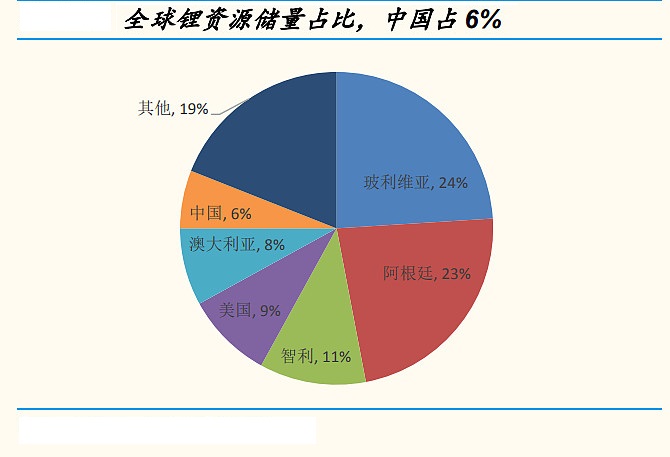 全球锂资源储量占比，中国占 6%
其他, 19%
玻利维亚, 24%
中国, 6%
澳大利亚, 8%
阿根廷, 23%
美国, 9%
智利, 11%